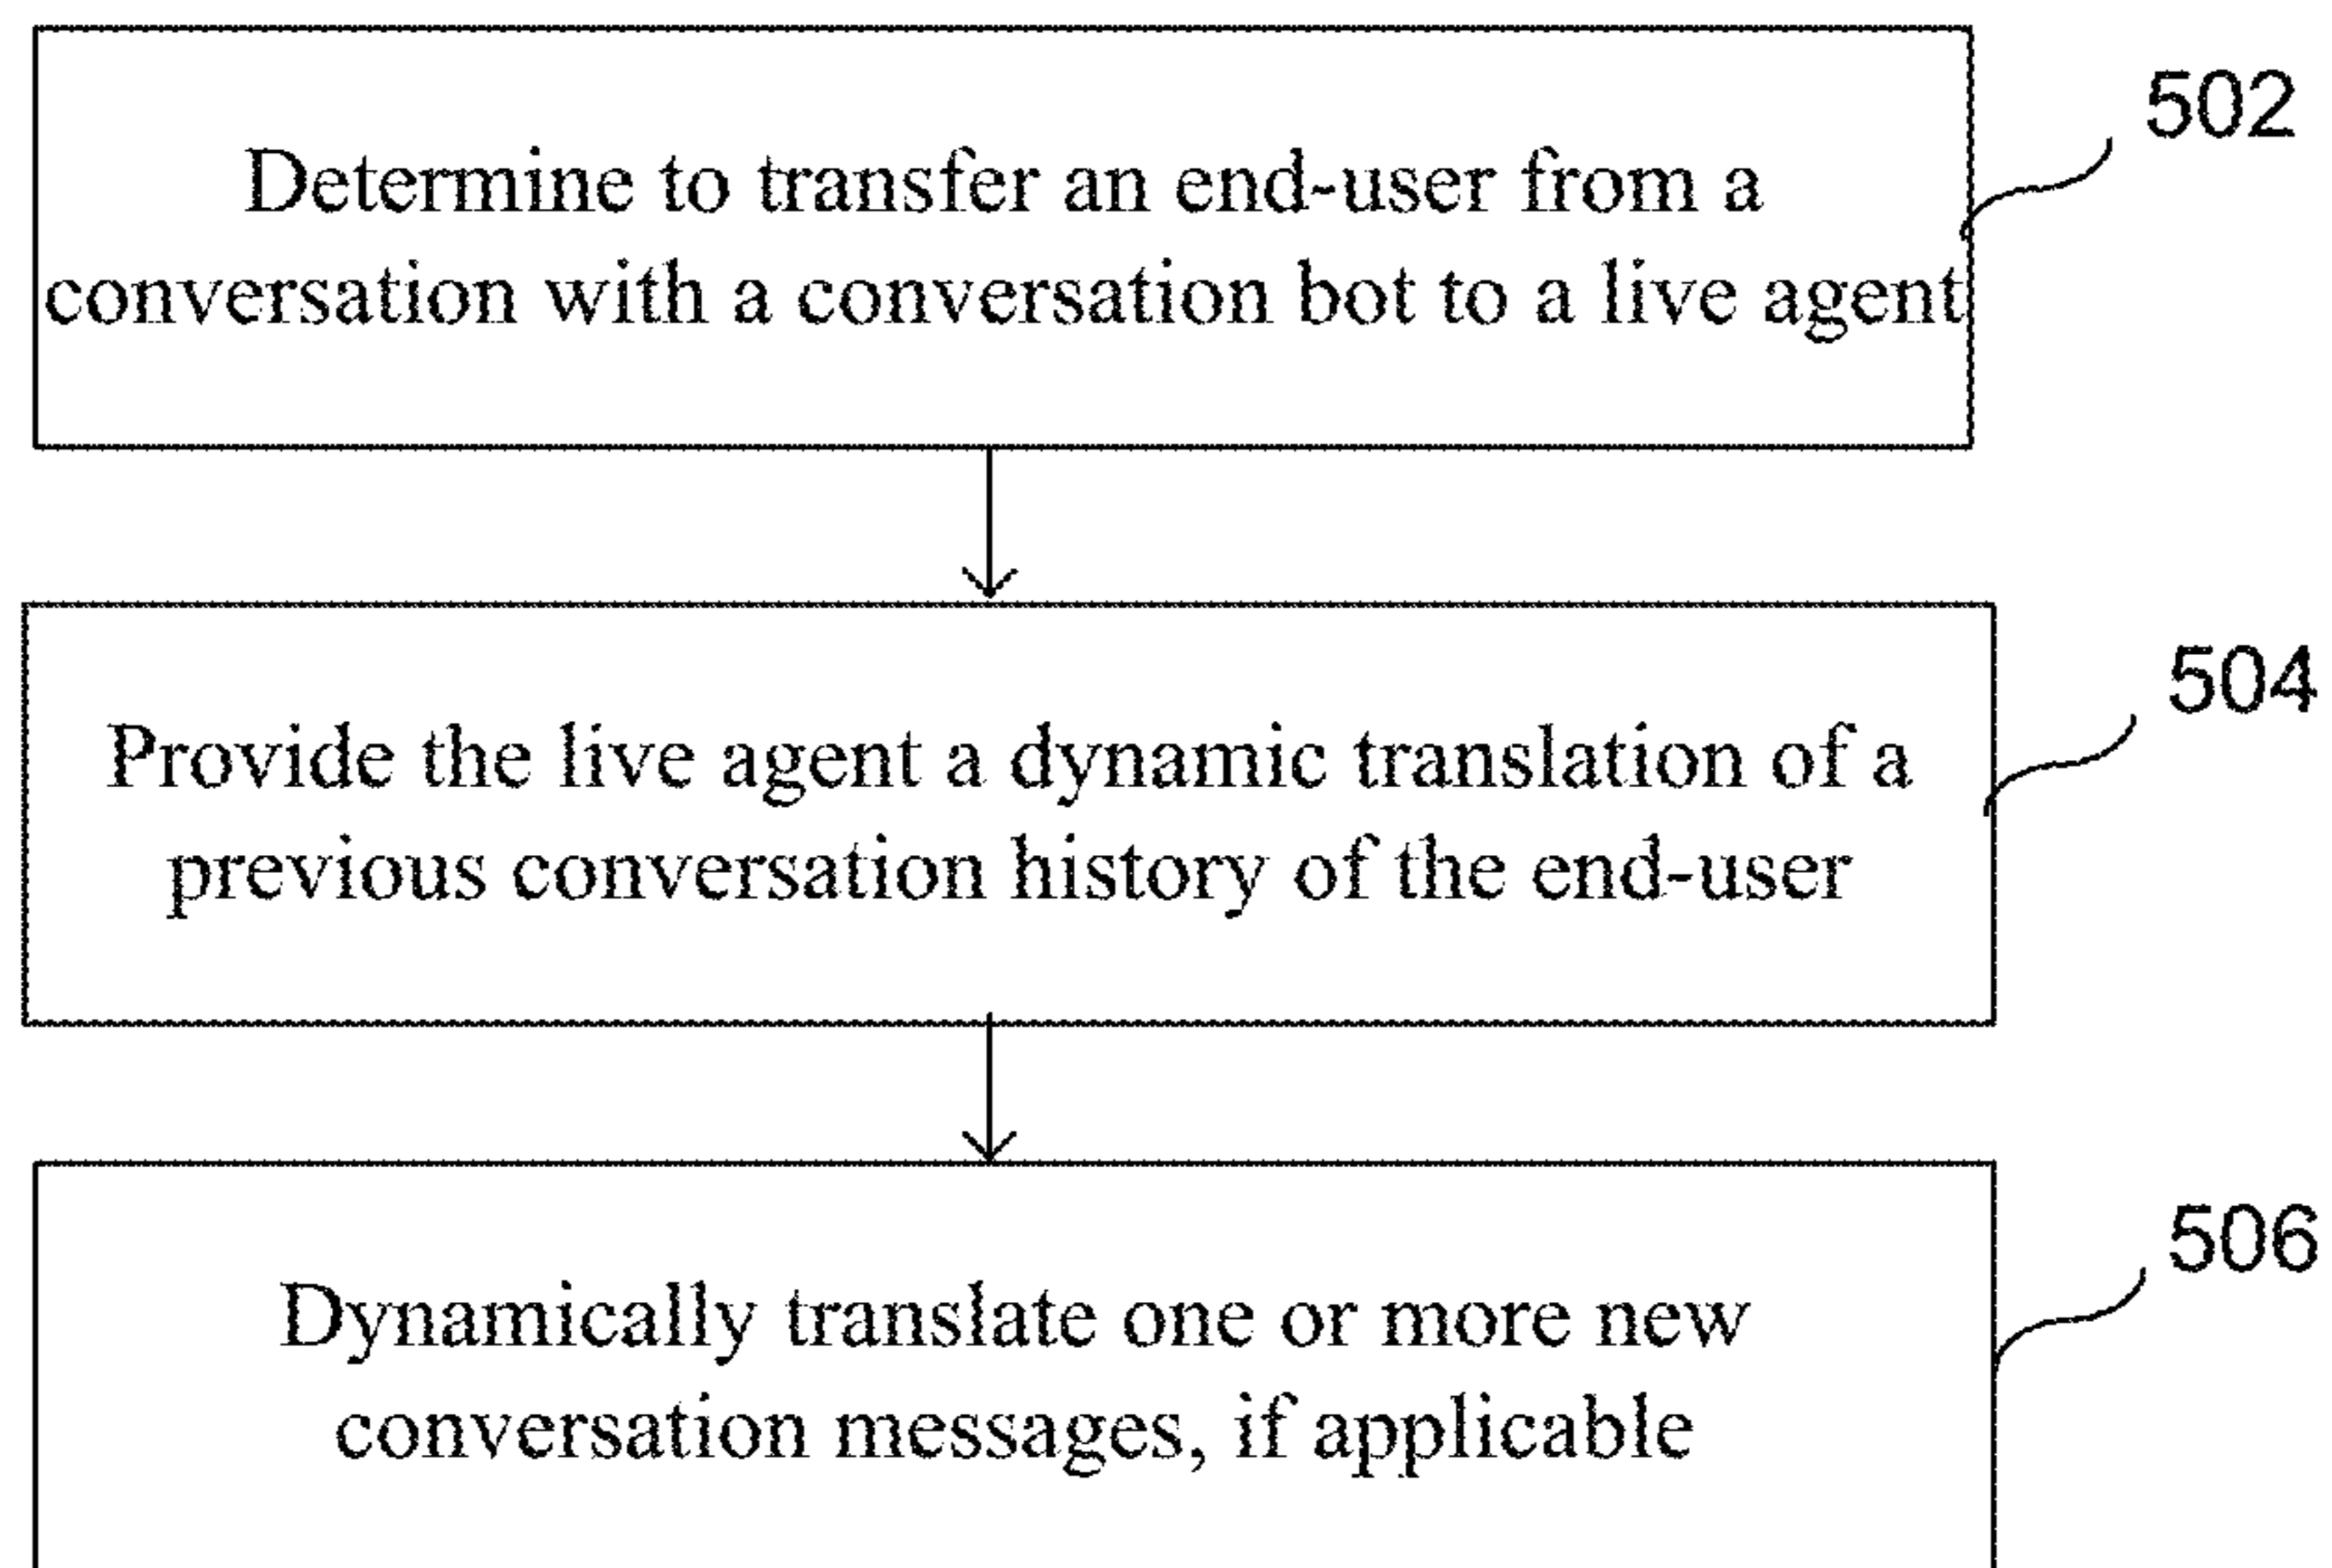 502
Determine to transfer an end-user from a
conversation with a conversation bot to a live agent
504
Provide the live agent a dynamic translation of a
previous conversation history of the end-user
506
Dynamically translate one or more new
conversation messages, if applicable